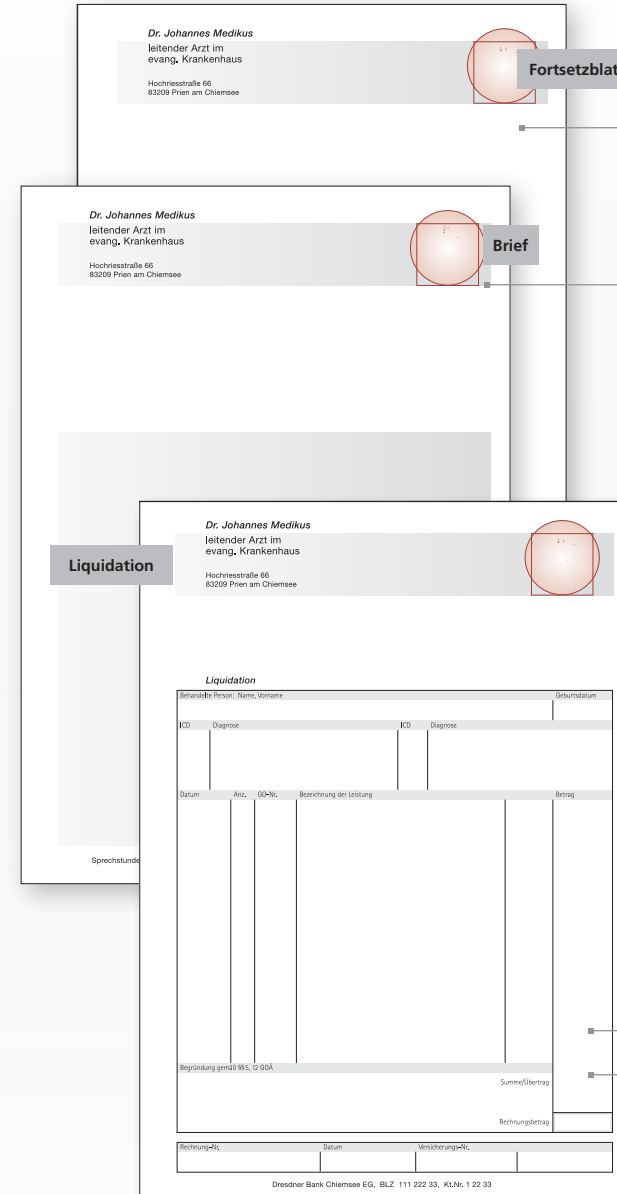 Dr. Johannes Medikus
leitender Arzt im
evang. Krankenhaus
Hochriesstraße 66
83209 Prien am Chiemsee
Fortsetzblat
Dr. Johannes Medikus
leitender Arzt im
evang. Krankenhaus
Hochriesstraße 66
83209 Prien am Chiemsee
Brief
Sprechstunde
Liquidation
Dr. Johannes Medikus
leitender Arzt im
evang. Krankenhaus
Hochriesstraße 66
83209 Prien am Chiemsee
Liquidation
Behandelte Person: Name, Vorname Geburtsdatum
ICD Diagnose ICD Diagnose
Datum Anz. GO-Nr. Bezeichnung der Leistung Betrag
Begründung gemäß §§5, 12 GOÄ
Summe/Übertrag
Rechnungsbetrag
Rechnung-Nr. Datum Versicherungs-Nr.
Dresdner Bank Chiemsee EG, BLZ 111 222 33, Kt.Nr. 1 22 33